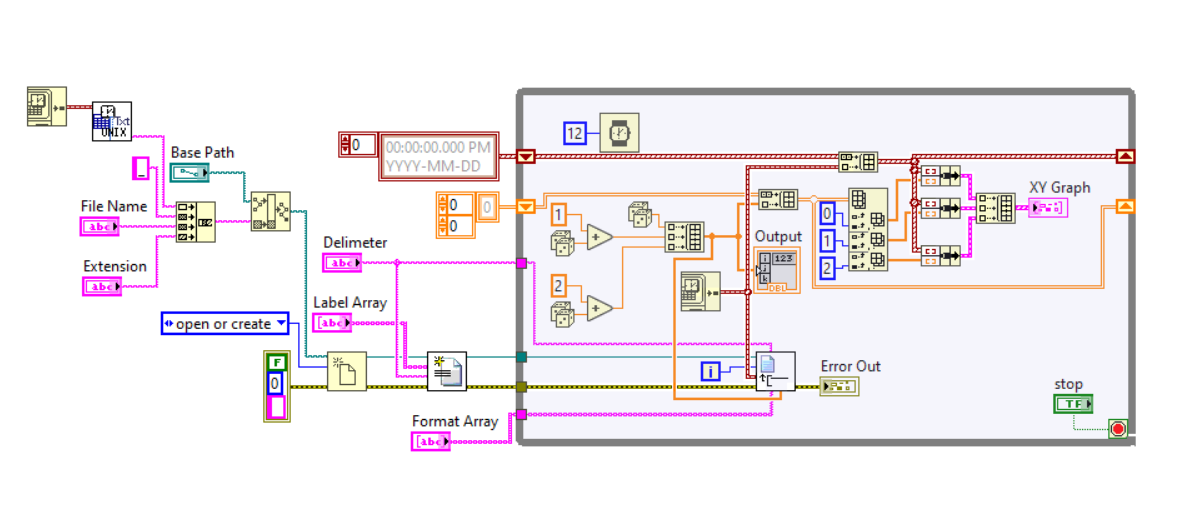 Txt
UNIX
Base Path
abc
File Name
abc
Extension
abc
open or create
F
0
Delimeter
abc
Label Array
abc
Format Array
abc
0
00:00:00.000 PM
YYYY-MM-DD
0
0
0
12
1
2
Output
i
123
j
k
DBL
0
1
2
XY Graph
i
Error Out
stop
TF